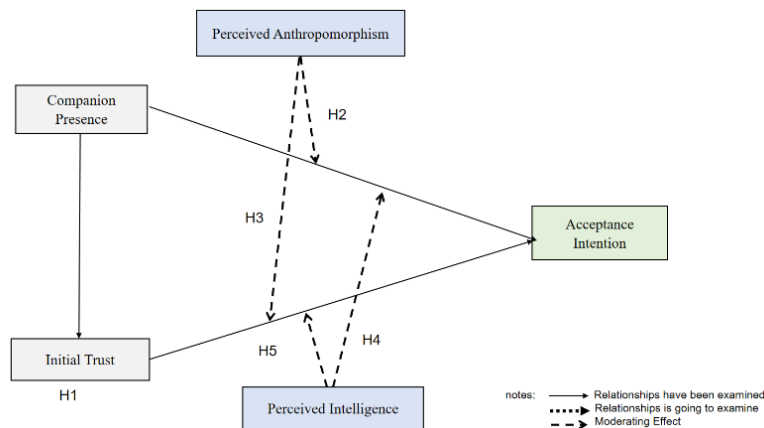 Perceived Anthropomorphism
Companion
Presence
H2
H3
Acceptance
Intention
H4
H5
Initial Trust
H1
Perceived Intelligence
notes:
Relationships have been examined
Relationships is going to examine
Moderating Effect